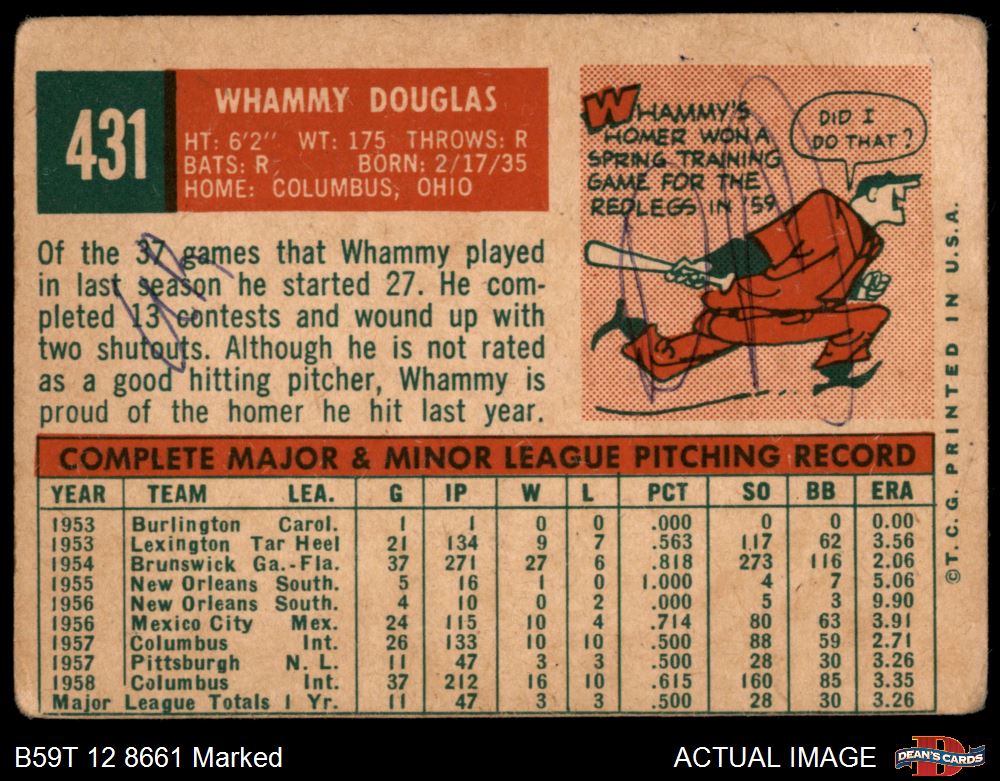 431
WHAMMY DOUGLAS
HT: 6'2" WT: 175 THROWS: R
BATS: R BORN: 2/17/35
HOME: COLUMBUS, OHIO
WHAMMY'S
HOMER WON A
SPRING TRAINING
GAME FOR THE
REDLEGS IN '59
DID I
DO THAT?
Of the 37 games that Whammy played
in last season he started 27. He com-
pleted 13 contests and wound up with
two shutouts. Although he is not rated
as a good hitting pitcher, Whammy is
proud of the homer he hit last year.
COMPLETE MAJOR & MINOR LEAGUE PITCHING RECORD
YEAR TEAM LEA. G IP W L PCT SO BB ERA
1953 Burlington Carol. 1 1 0 0 .000 0 0 0.00
1953 Lexington Tar Heel 21 134 9 7 .563 117 62 3.56
1954 Brunswick Ga.-Fla. 37 271 27 6 .818 273 116 2.06
1955 New Orleans South. 5 16 1 0 1.000 4 7 5.06
1956 New Orleans South. 4 10 0 2 .000 5 3 9.90
1956 Mexico City Mex. 24 115 10 4 .714 80 63 3.91
1957 Columbus Int. 26 133 10 10 .500 88 59 2.71
1957 Pittsburgh N. L. 11 47 3 3 .500 28 30 3.26
1958 Columbus Int. 37 212 16 10 .615 160 85 3.35
Major League Totals 1 Yr. 11 47 3 3 .500 28 30 3.26
©T.C.G. PRINTED IN U.S.A.
B59T 12 8661 Marked
ACTUAL IMAGE
DEAN'S CARDS